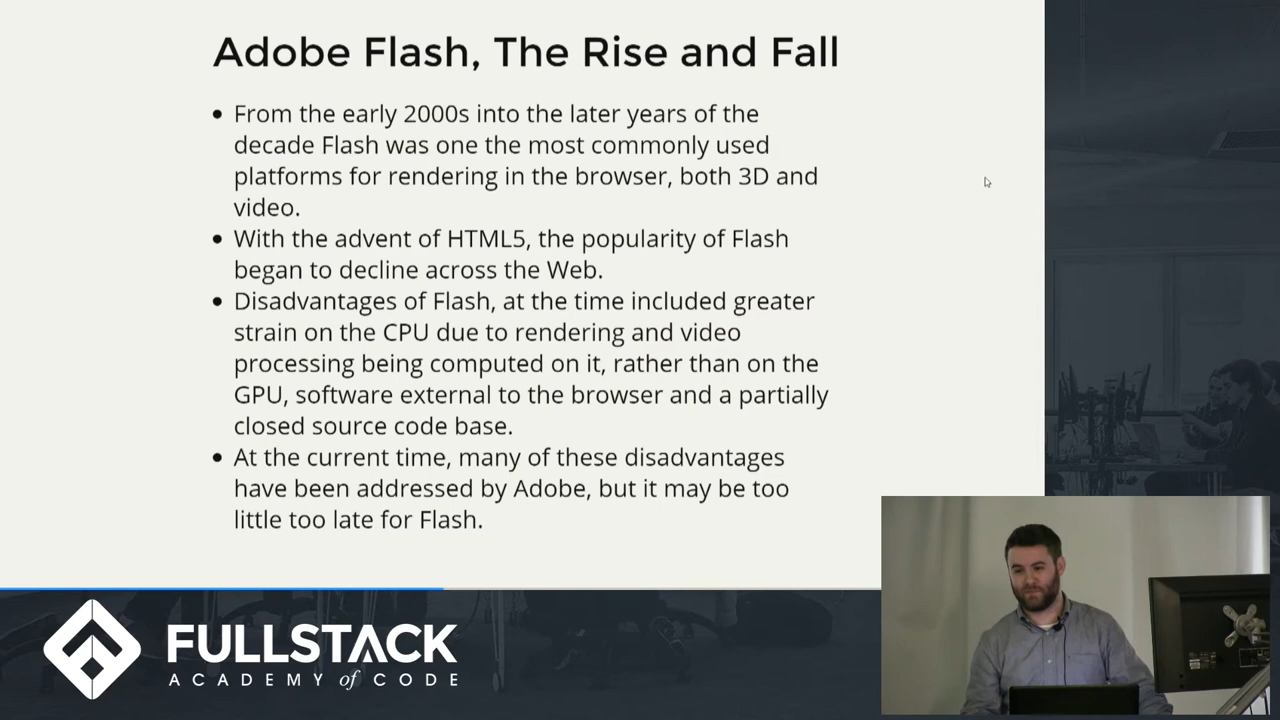 Adobe Flash, The Rise and Fall
• From the early 2000s into the later years of the
decade Flash was one the most commonly used
platforms for rendering in the browser, both 3D and
video.
• With the advent of HTML5, the popularity of Flash
began to decline across the Web.
• Disadvantages of Flash, at the time included greater
strain on the CPU due to rendering and video
processing being computed on it, rather than on the
GPU, software external to the browser and a partially
closed source code base.
• At the current time, many of these disadvantages
have been addressed by Adobe, but it may be too
little too late for Flash.
FULLSTACK
ACADEMY of CODE